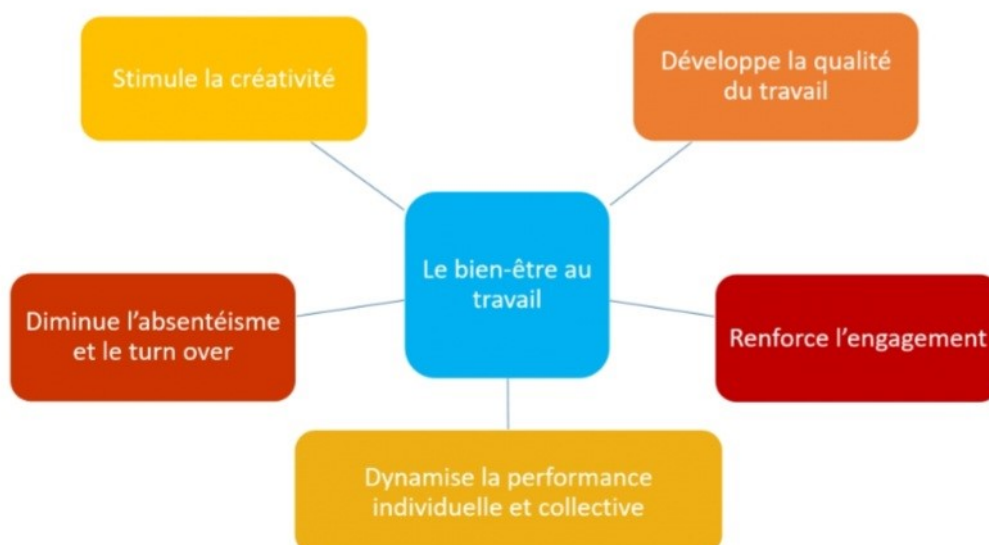 Stimule la créativité
Développe la qualité
du travail
Le bien-être au
travail
Diminue l’absentéisme
et le turn over
Renforce l’engagement
Dynamise la performance
individuelle et collective